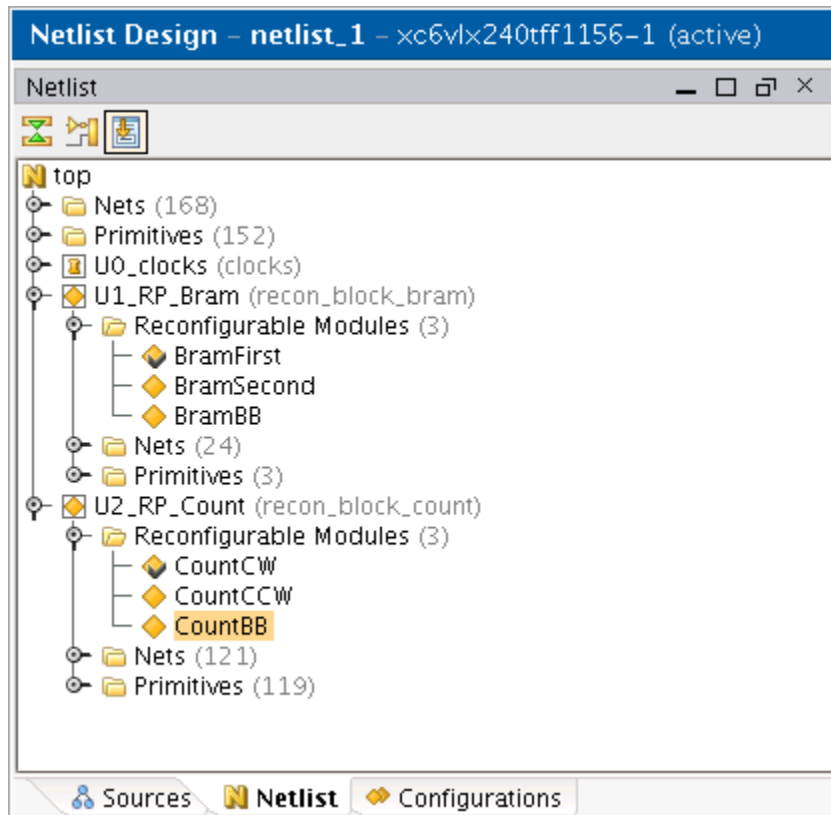 Netlist Design - netlist_1 - xc6vlx240tff1156-1 (active)
Netlist
top
Nets (168)
Primitives (152)
U0_clocks (clocks)
U1_RP_Bram (recon_block_bram)
Reconfigurable Modules (3)
BramFirst
BramSecond
BramBB
Nets (24)
Primitives (3)
U2_RP_Count (recon_block_count)
Reconfigurable Modules (3)
CountCW
CountCCW
CountBB
Nets (121)
Primitives (119)
Sources Netlist Configurations